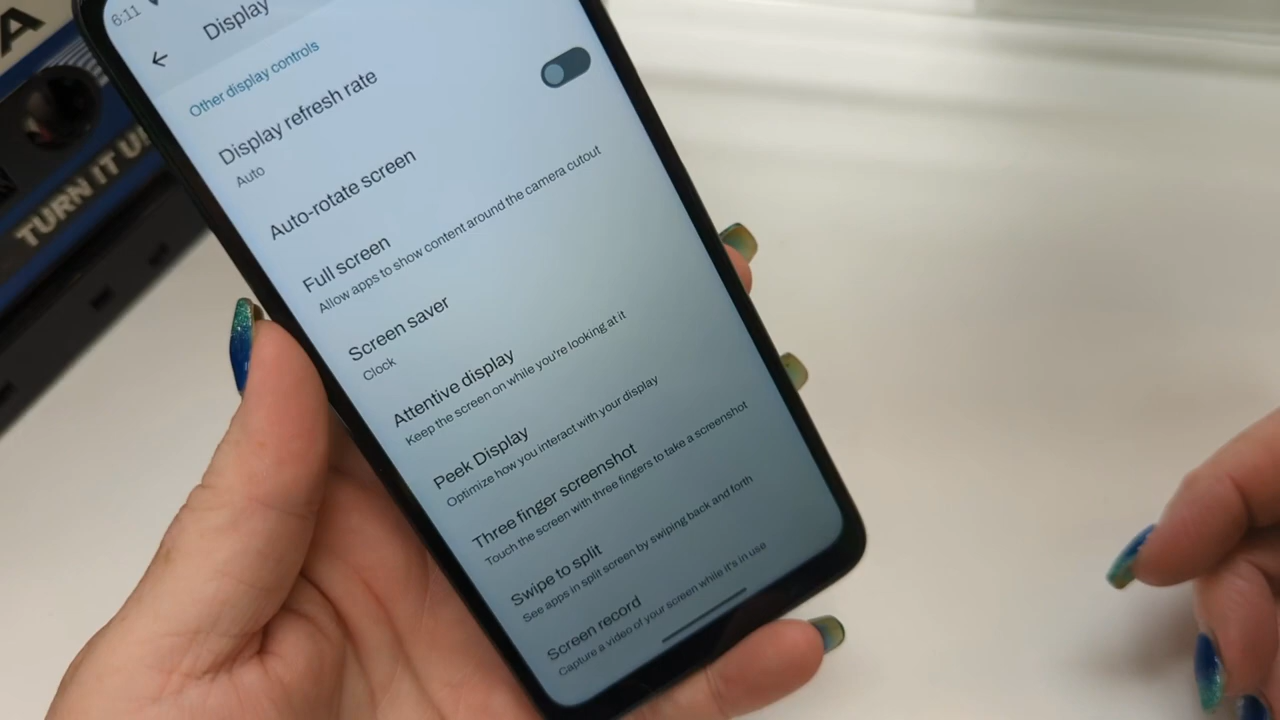 A
TURN IT U
6:11
Display
Other display controls
Display refresh rate
Auto
Auto-rotate screen
Full screen
Allow apps to show content around the camera cutout
Screen saver
Clock
Attentive display
Keep the screen on while you're looking at it
Peek Display
Optimize how you interact with your display
Three finger screenshot
Touch the screen with three fingers to take a screenshot
Swipe to split
See apps in split screen by swiping back and forth
Screen record
Capture a video of your screen while it's in use